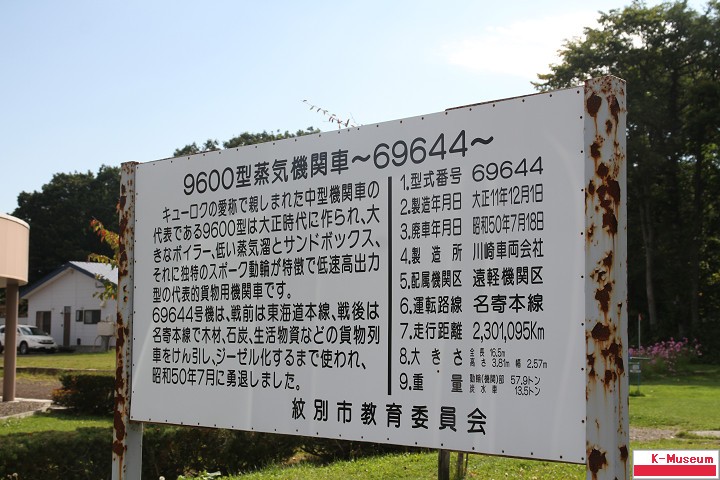 9600型蒸気機関車~69644~
キューロクの愛称で親しまれた中型機関車の
代表である9600型は大正時代に作られ、大
きなボイラー、低い蒸気溜とサンドボックス、
それに独特のスポーク動輪が特徴で低速高出力
型の代表的貨物用機関車です。
69644号機は、戦前は東海道本線、戦後は
名寄本線で木材、石炭、生活物資などの貨物列
車をけん引し、ジーゼル化するまで使われ、
昭和50年7月に勇退しました。
1.型式番号 69644
2.製造年月日 大正11年12月1日
3.廃車年月日 昭和50年7月18日
4.製造所 川崎車両会社
5.配属機関区 遠軽機関区
6.運転路線 名寄本線
7.走行距離 2,301,095Km
8.大きさ 全長 16.5m
高さ 3.81m 幅 2.57m
9.重量 動輪(機関)前 57.9トン
炭水車 13.5トン
紋別市教育委員会
K-Museum